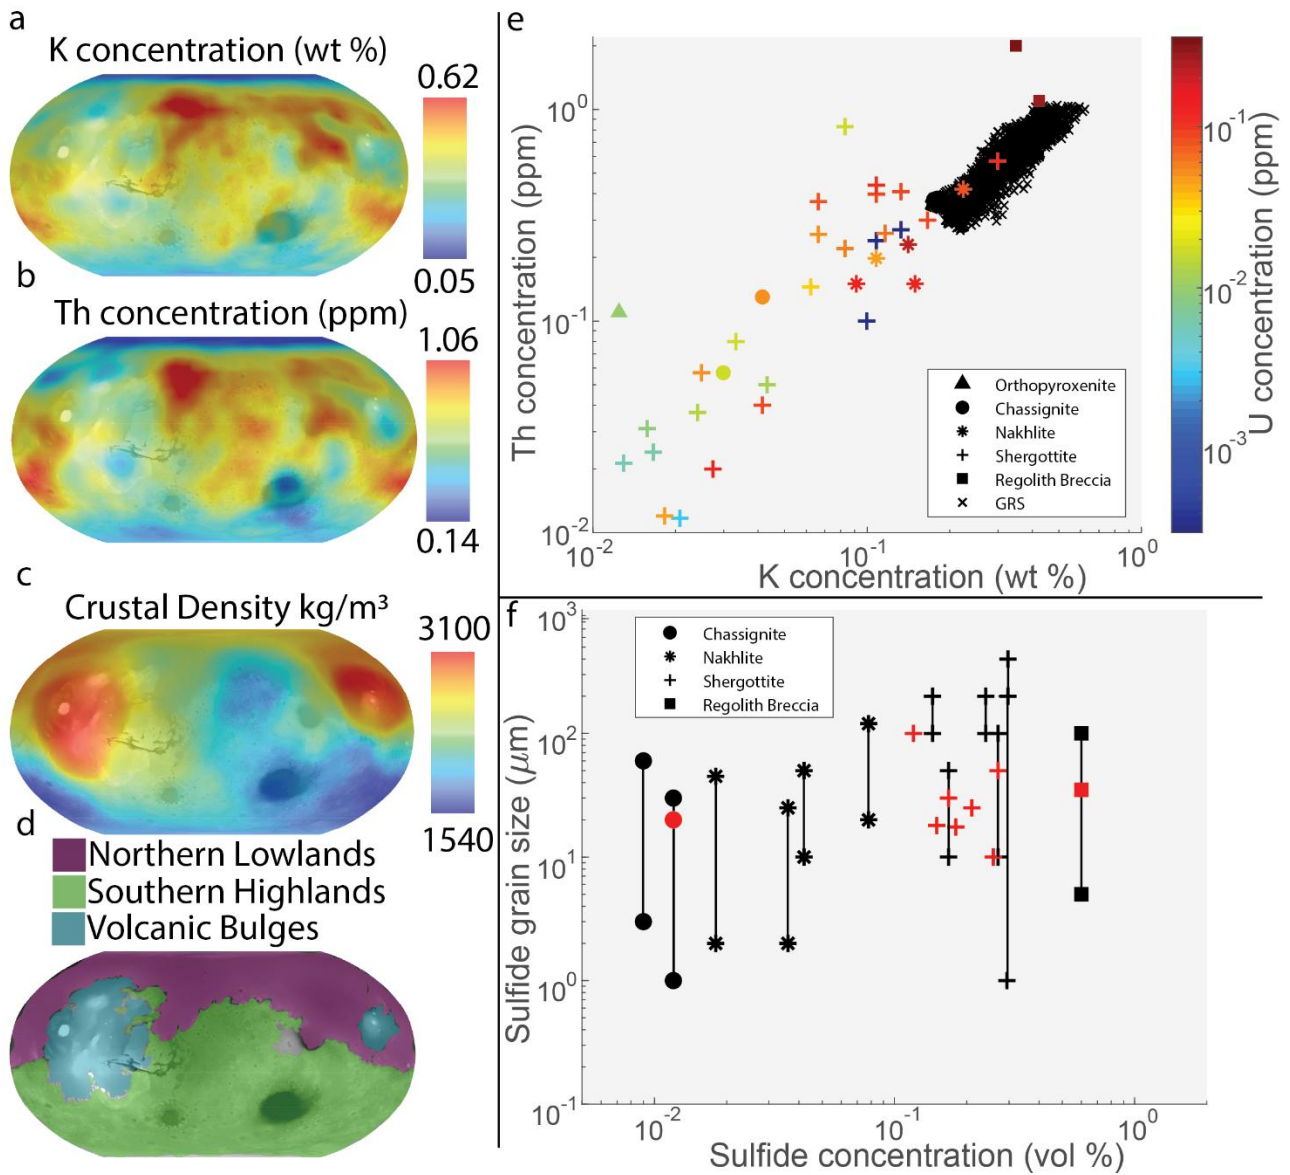 a
K concentration (wt %)
0.62
0.05
b
Th concentration (ppm)
1.06
0.14
c
Crustal Density kg/m³
3100
1540
d
Northern Lowlands
Southern Highlands
Volcanic Bulges
e
Th concentration (ppm)
10⁰
10⁻¹
10⁻²
10⁻² 10⁻¹ 10⁰
K concentration (wt %)
Orthopyroxenite
Chassignite
Nakhlite
Shergottite
Regolith Breccia
GRS
10⁻¹
10⁻²
10⁻³
U concentration (ppm)
f
Sulfide grain size (μm)
10³
10²
10¹
10⁰
10⁻¹
Chassignite
Nakhlite
Shergottite
Regolith Breccia
10⁻² 10⁻¹ 10⁰
Sulfide concentration (vol %)